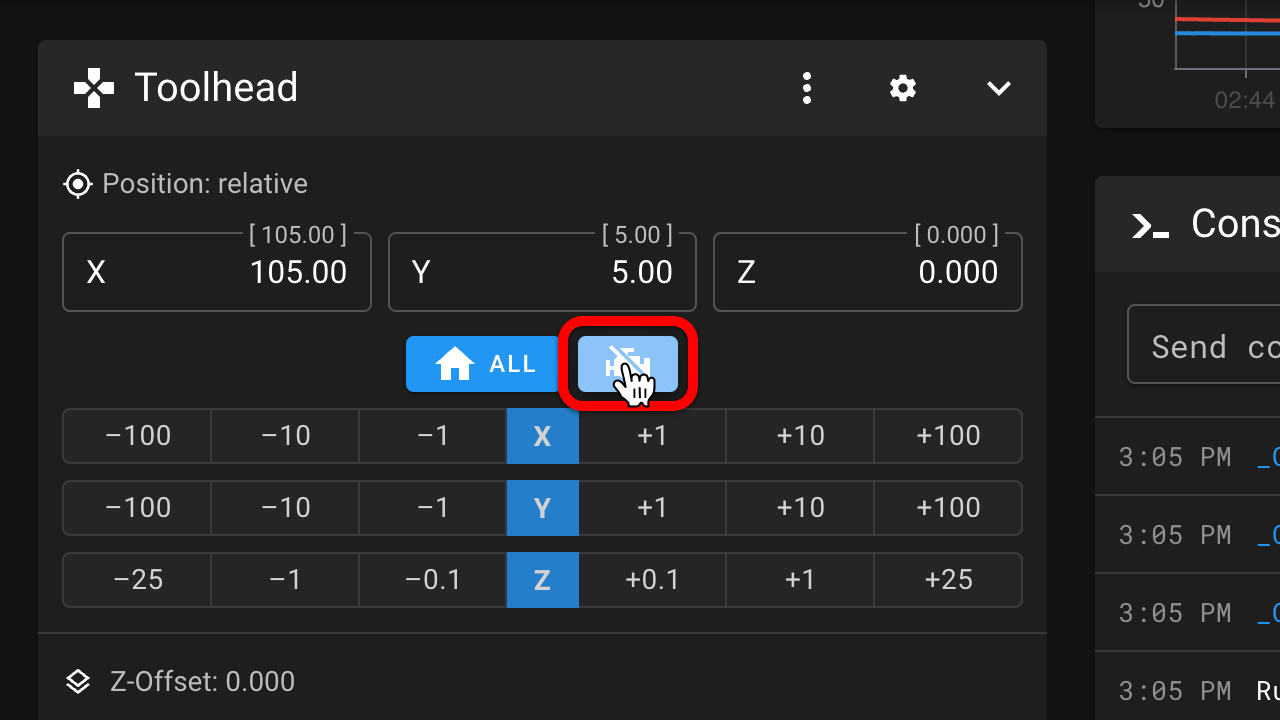 50
02:44
Toolhead
Position: relative
[ 105.00 ] [ 5.00 ] [ 0.000 ]
X 105.00 Y 5.00 Z 0.000
ALL
−100 −10 −1 X +1 +10 +100
−100 −10 −1 Y +1 +10 +100
−25 −1 −0.1 Z +0.1 +1 +25
Z-Offset: 0.000
Cons
Send co
3:05 PM
3:05 PM
3:05 PM
3:05 PM Ru